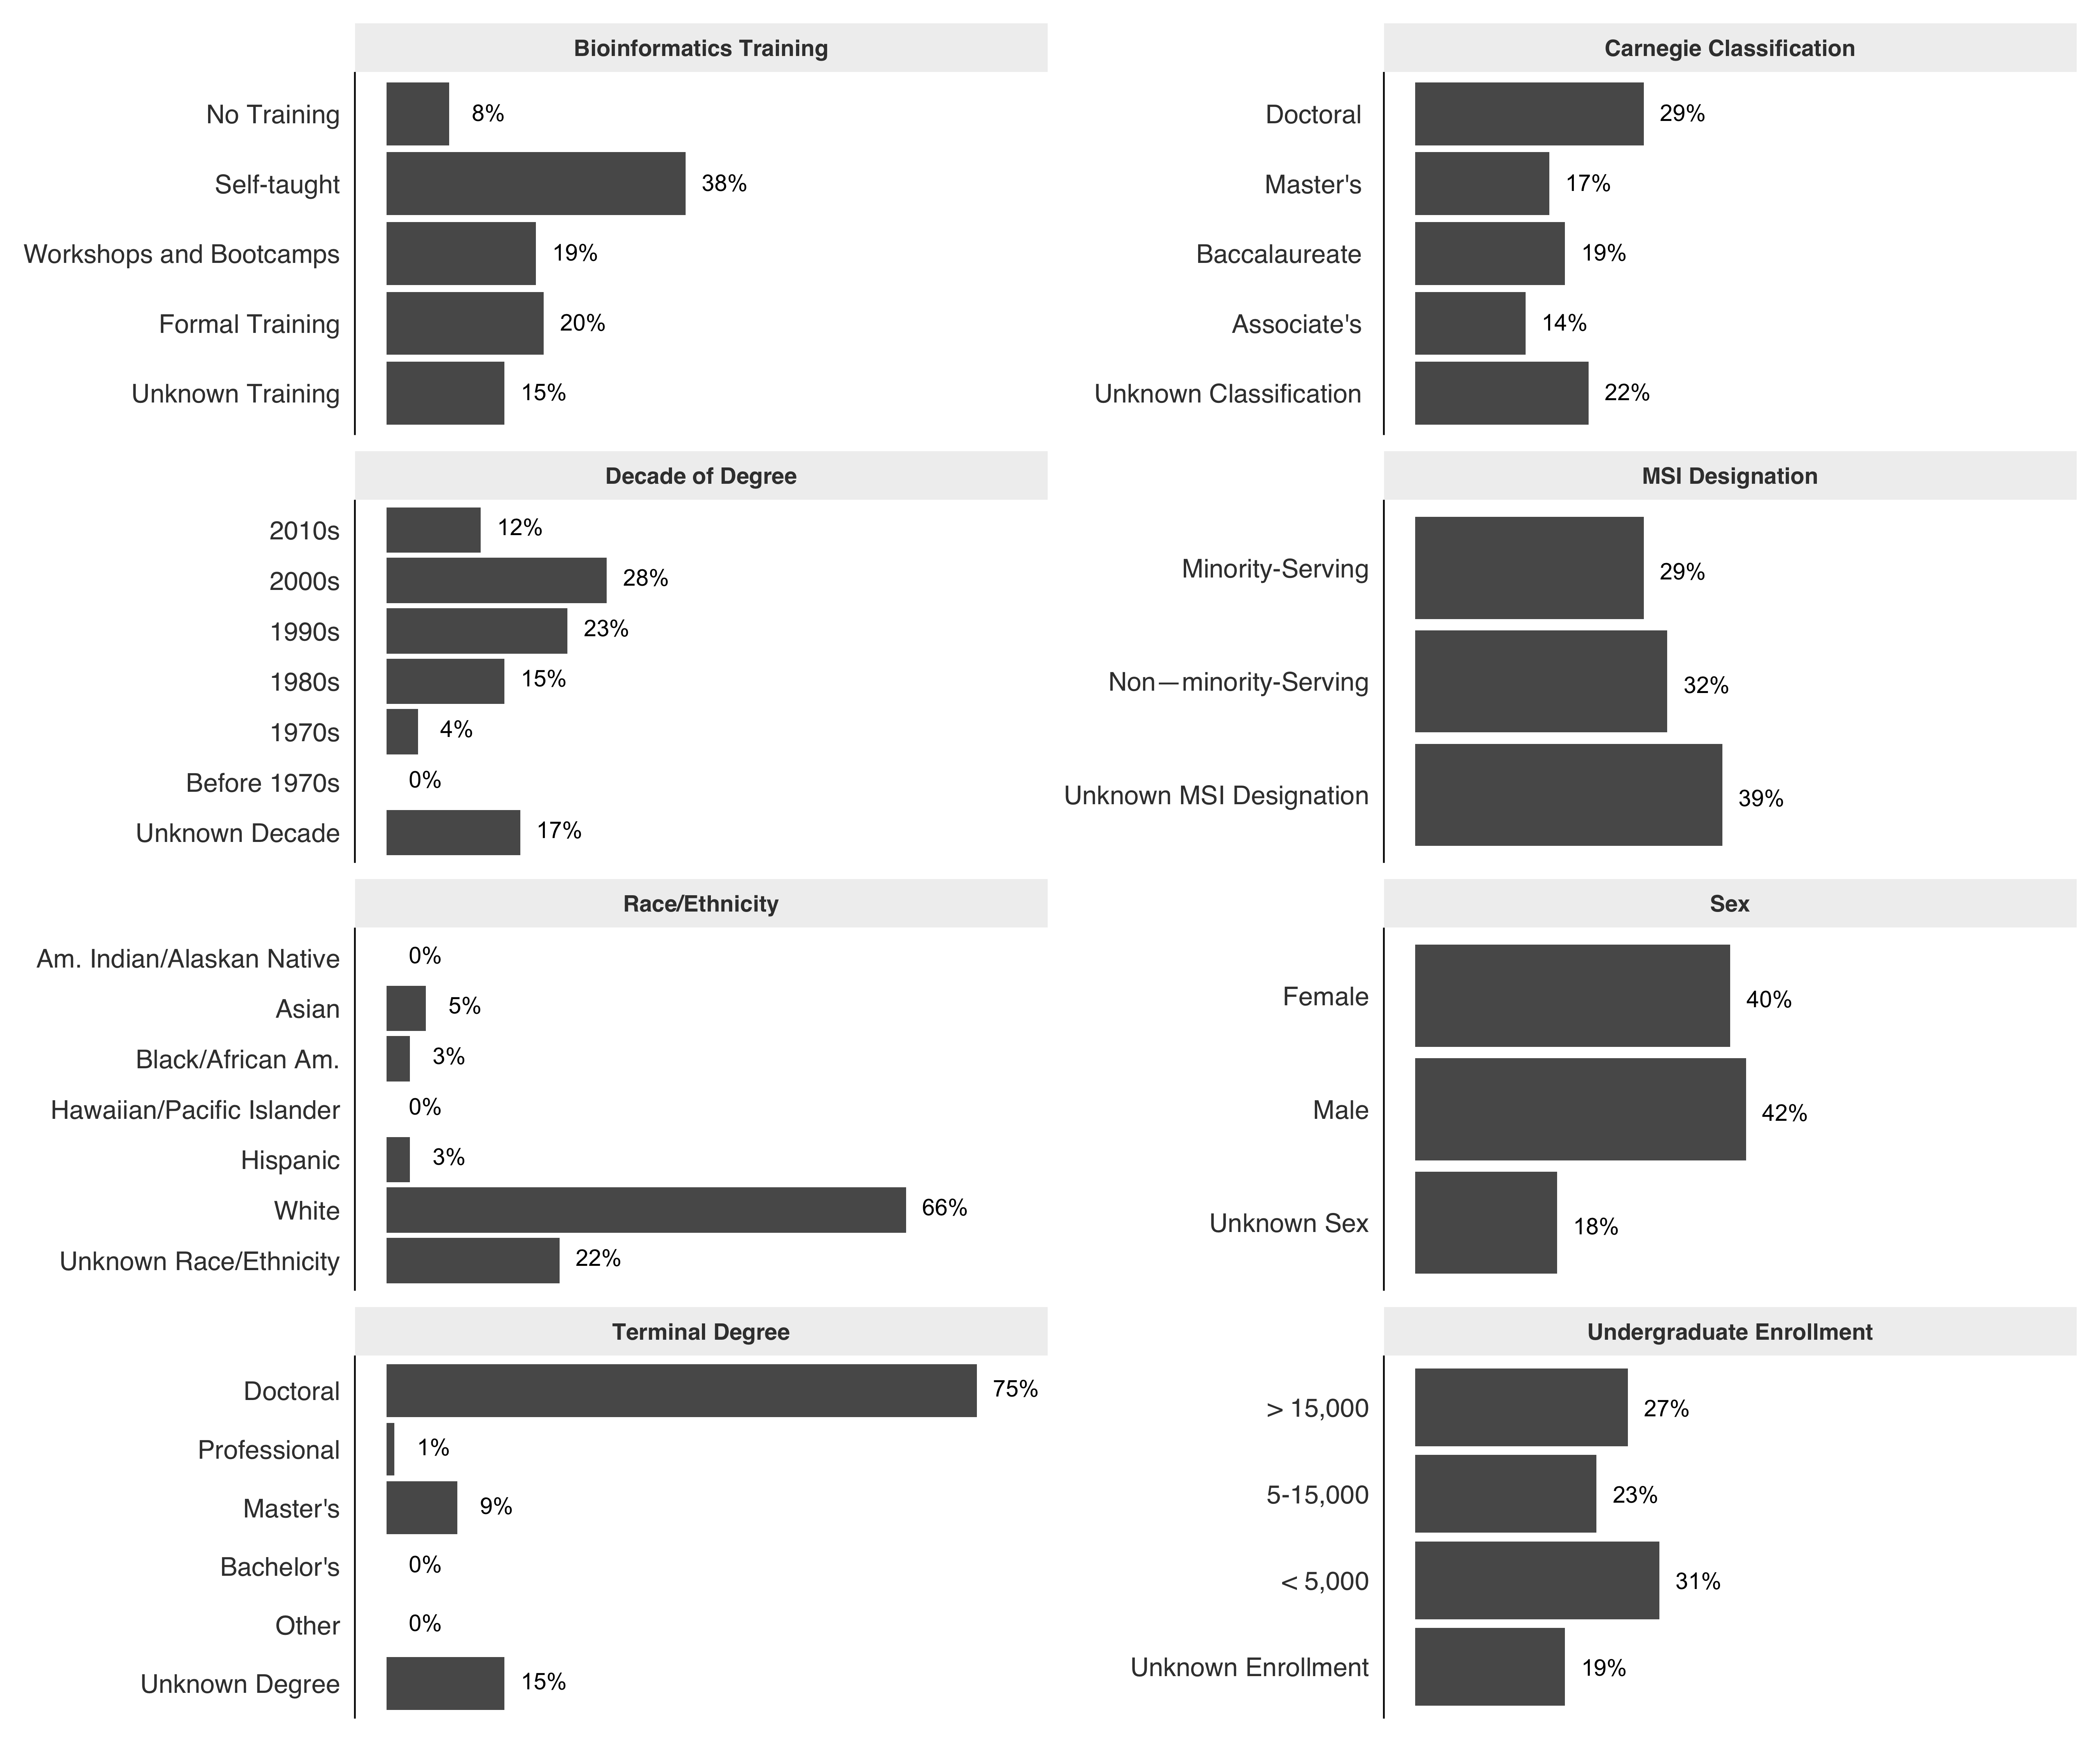 Bioinformatics Training
No Training 8%
Self-taught 38%
Workshops and Bootcamps 19%
Formal Training 20%
Unknown Training 15%
Carnegie Classification
Doctoral 29%
Master's 17%
Baccalaureate 19%
Associate's 14%
Unknown Classification 22%
Decade of Degree
2010s 12%
2000s 28%
1990s 23%
1980s 15%
1970s 4%
Before 1970s 0%
Unknown Decade 17%
MSI Designation
Minority-Serving 29%
Non—minority-Serving 32%
Unknown MSI Designation 39%
Race/Ethnicity
Am. Indian/Alaskan Native 0%
Asian 5%
Black/African Am. 3%
Hawaiian/Pacific Islander 0%
Hispanic 3%
White 66%
Unknown Race/Ethnicity 22%
Sex
Female 40%
Male 42%
Unknown Sex 18%
Terminal Degree
Doctoral 75%
Professional 1%
Master's 9%
Bachelor's 0%
Other 0%
Unknown Degree 15%
Undergraduate Enrollment
> 15,000 27%
5-15,000 23%
< 5,000 31%
Unknown Enrollment 19%